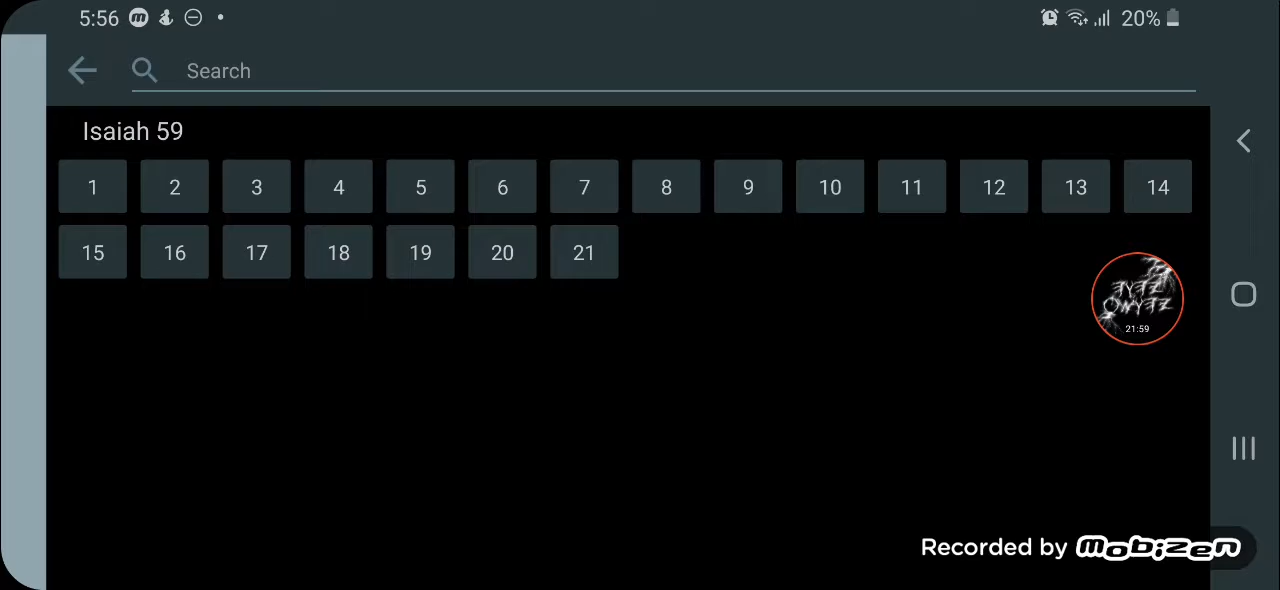 5:56
20%
Search
Isaiah 59
1 2 3 4 5 6 7 8 9 10 11 12 13 14
15 16 17 18 19 20 21
21:59
Recorded by mobizen